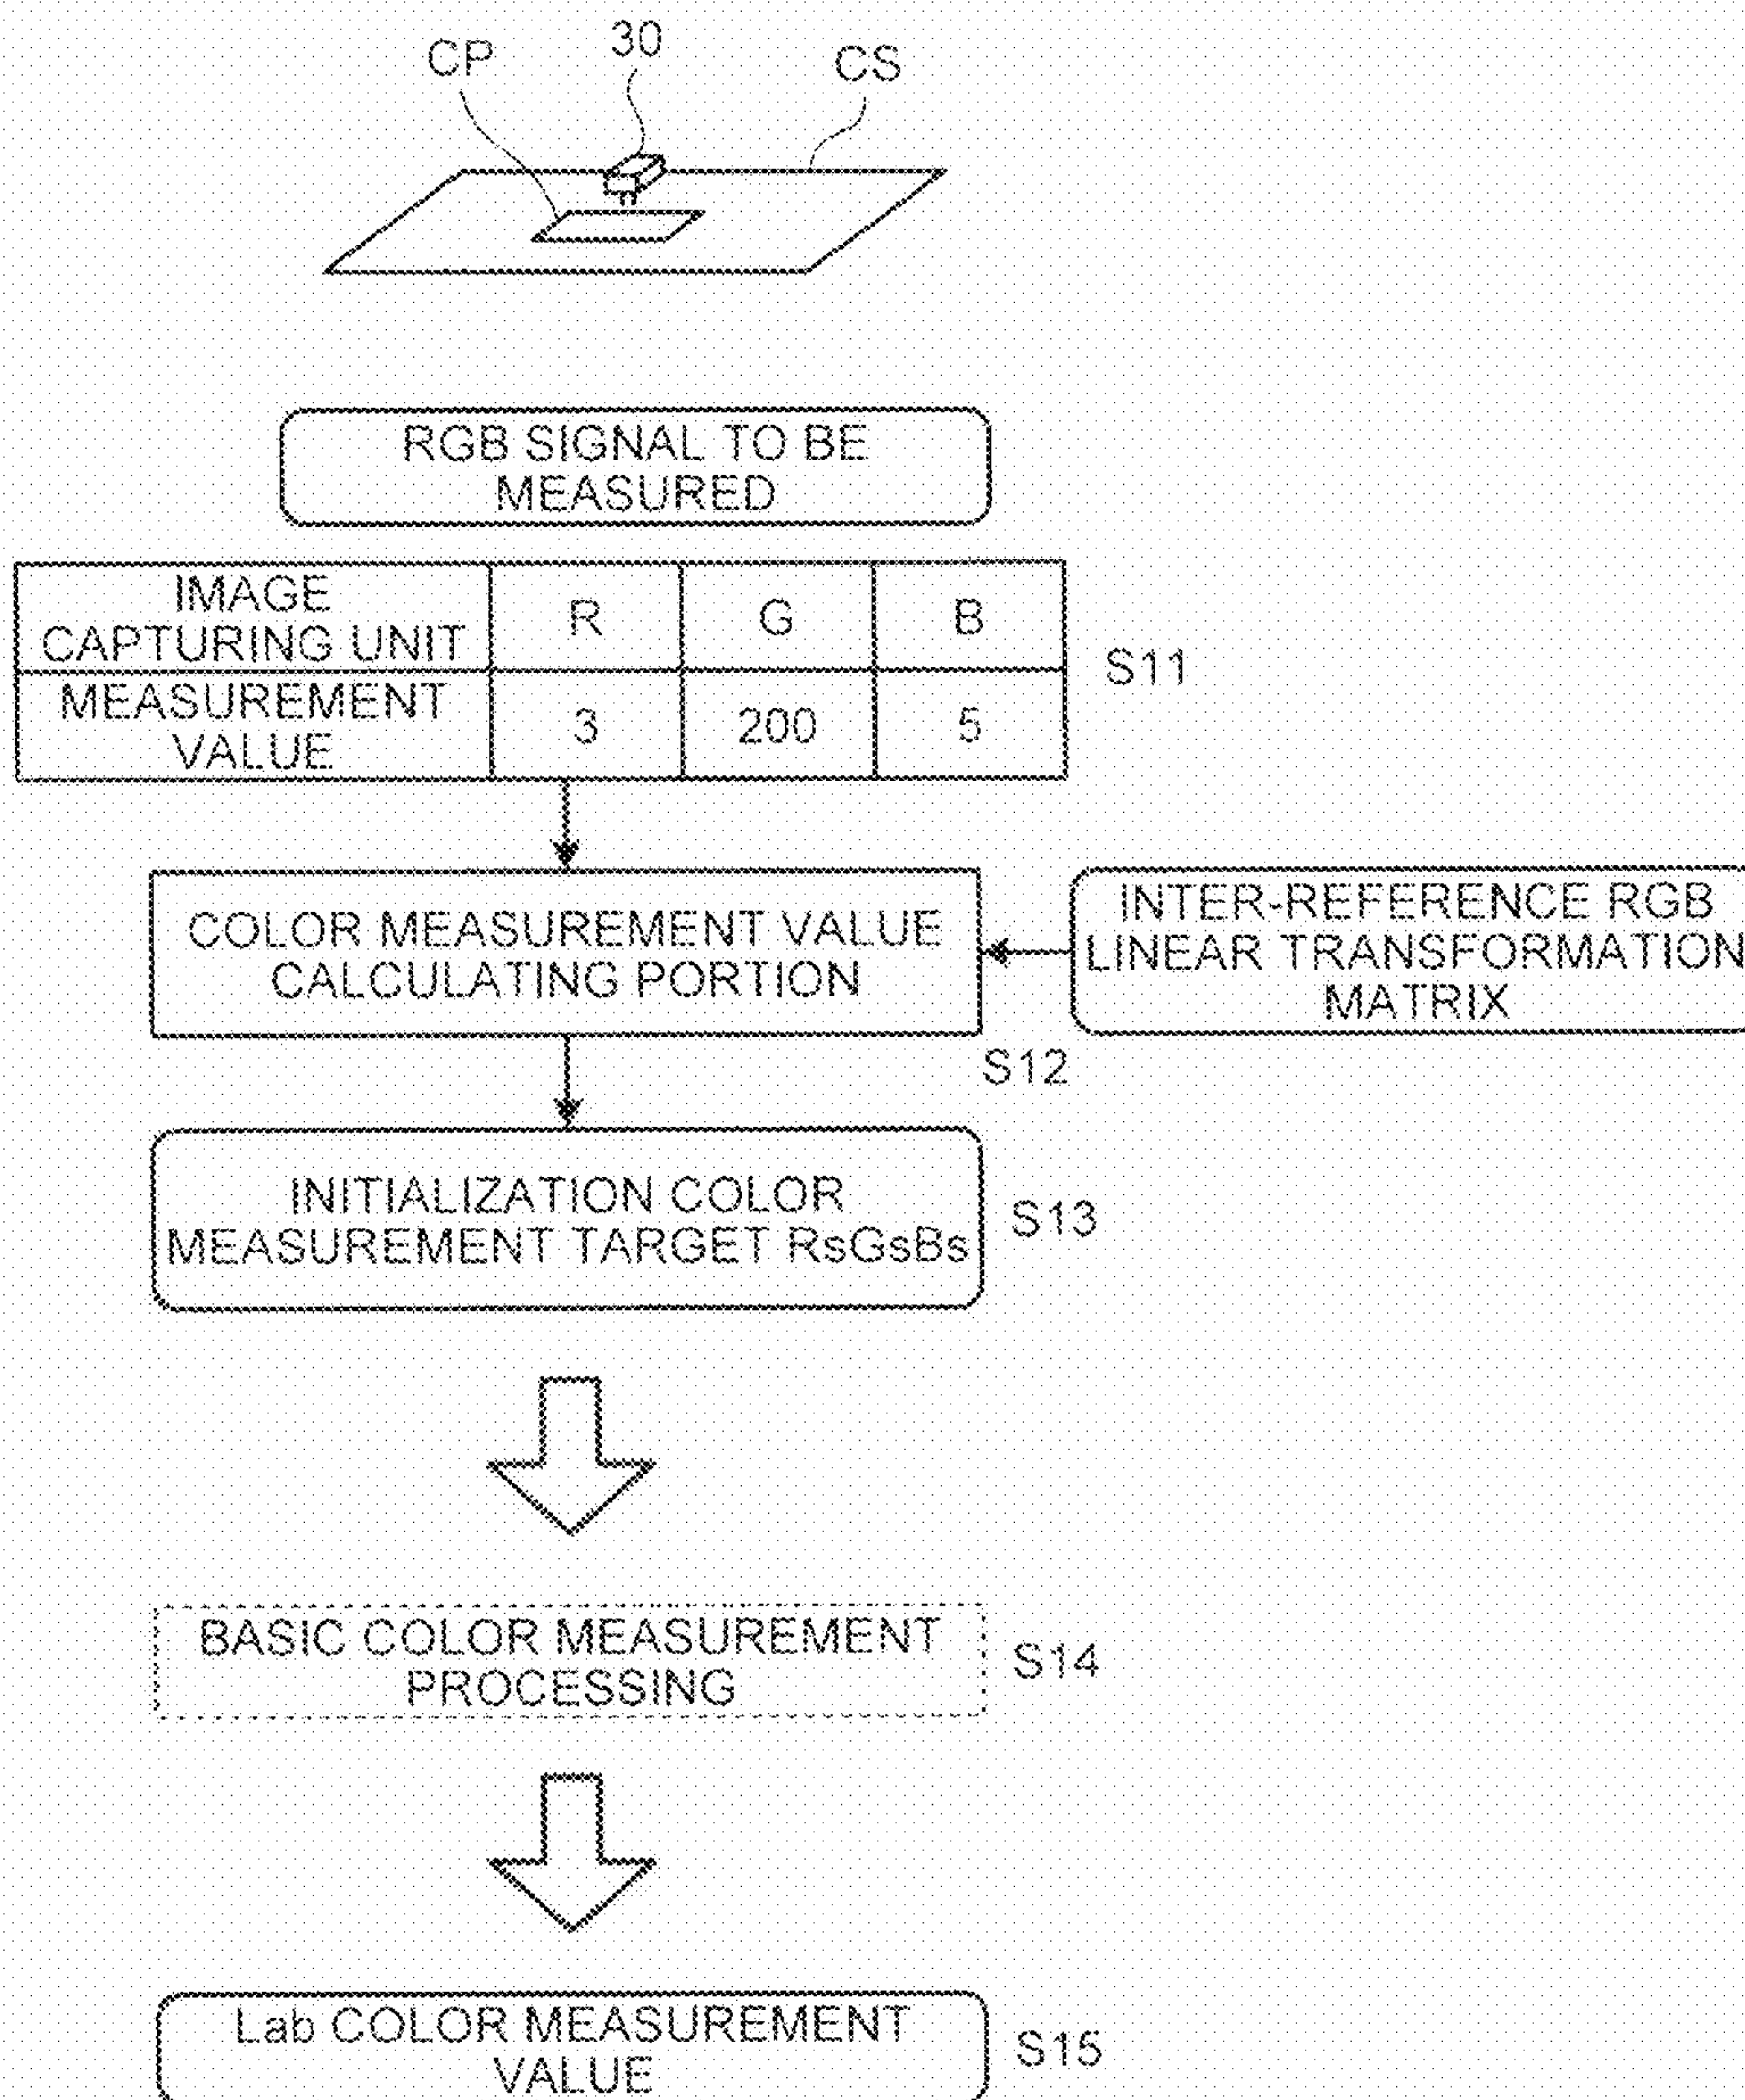 CP 30 CS
RGB SIGNAL TO BE
MEASURED
IMAGE
CAPTURING UNIT
R G B
MEASUREMENT
VALUE
3 200 5
S11
COLOR MEASUREMENT VALUE
CALCULATING PORTION
INTER-REFERENCE RGB
LINEAR TRANSFORMATION
MATRIX
S12
INITIALIZATION COLOR
MEASUREMENT TARGET RsGsBs
S13
BASIC COLOR MEASUREMENT
PROCESSING
S14
Lab COLOR MEASUREMENT
VALUE
S15